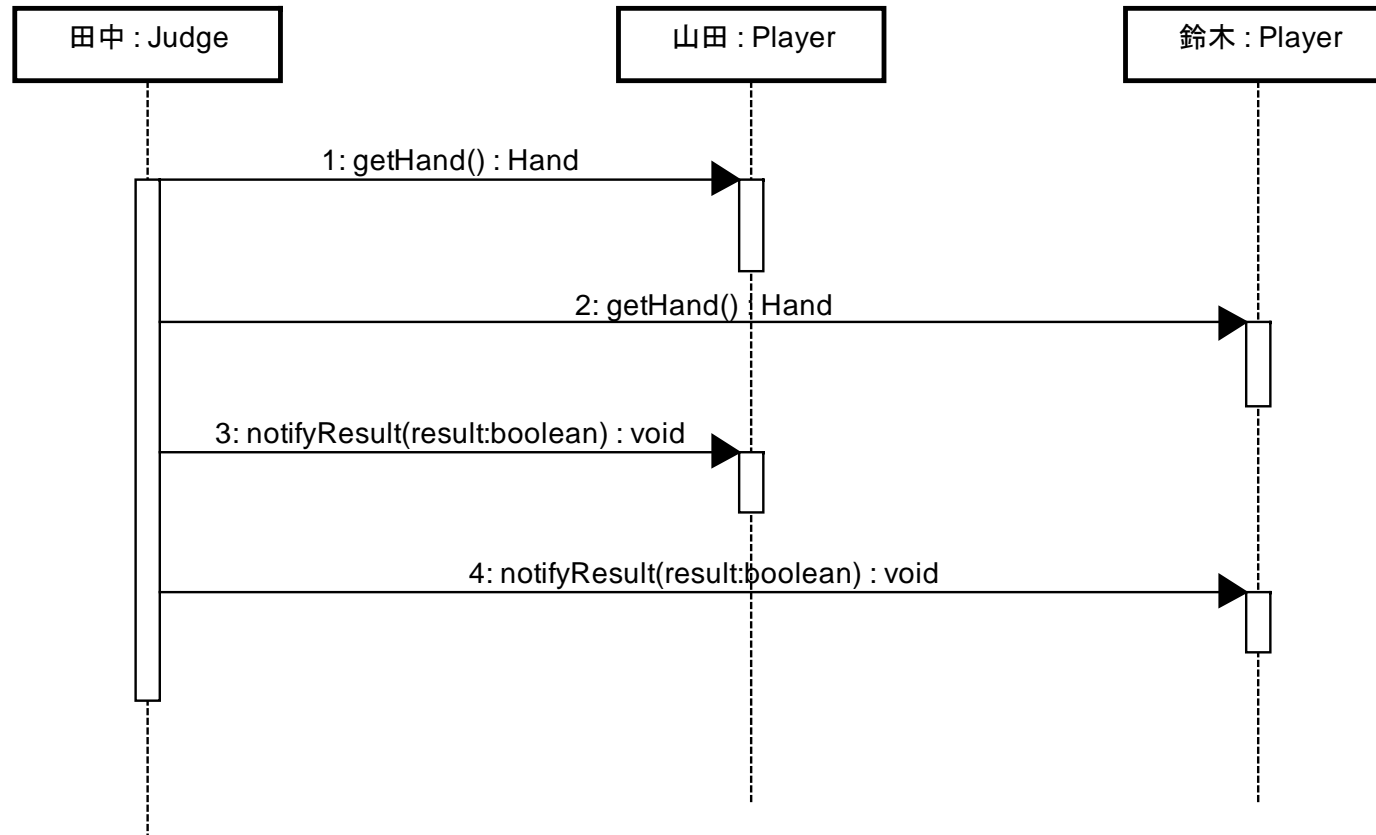 田中 : Judge
山田 : Player
鈴木 : Player
1: getHand() : Hand
2: getHand() : Hand
3: notifyResult(result:boolean) : void
4: notifyResult(result:boolean) : void